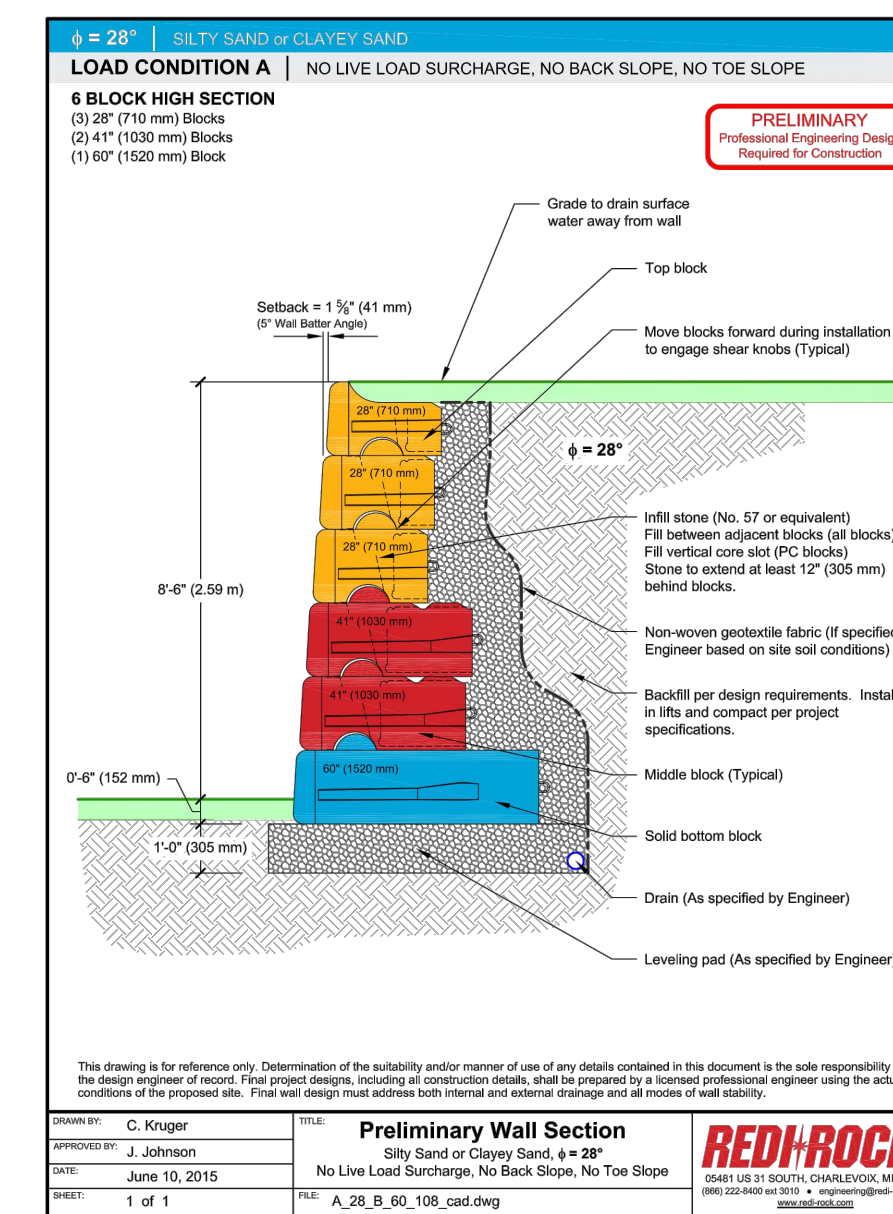 ϕ = 28° | SILTY SAND or CLAYEY SAND
LOAD CONDITION A | NO LIVE LOAD SURCHARGE, NO BACK SLOPE, NO TOE SLOPE
6 BLOCK HIGH SECTION
(3) 28" (710 mm) Blocks
(2) 41" (1030 mm) Blocks
(1) 60" (1520 mm) Block
PRELIMINARY
Professional Engineering Desig
Required for Construction
Grade to drain surface
water away from wall
Top block
Setback = 1 5⁄8" (41 mm)
(5° Wall Batter Angle)
Move blocks forward during installation
to engage shear knobs (Typical)
28" (710 mm)
ϕ = 28°
28" (710 mm)
Infill stone (No. 57 or equivalent)
Fill between adjacent blocks (all blocks)
Fill vertical core slot (PC blocks)
Stone to extend at least 12" (305 mm)
behind blocks.
28" (710 mm)
8'-6" (2.59 m)
41" (1030 mm)
Non-woven geotextile fabric (If specified
Engineer based on site soil conditions)
41" (1030 mm)
Backfill per design requirements. Instal
in lifts and compact per project
specifications.
60" (1520 mm)
0'-6" (152 mm)
Middle block (Typical)
Solid bottom block
1'-0" (305 mm)
Drain (As specified by Engineer)
Leveling pad (As specified by Engineer)
This drawing is for reference only. Determination of the suitability and/or manner of use of any details contained in this document is the sole responsibility
the design engineer of record. Final project designs, including all construction details, shall be prepared by a licensed professional engineer using the actu
conditions of the proposed site. Final wall design must address both internal and external drainage and all modes of wall stability.
DRAWN BY: C. Kruger
APPROVED BY: J. Johnson
DATE: June 10, 2015
SHEET: 1 of 1
TITLE: Preliminary Wall Section
Silty Sand or Clayey Sand, ϕ = 28°
No Live Load Surcharge, No Back Slope, No Toe Slope
FILE: A_28_B_60_108_cad.dwg
REDI-ROC
05481 US 31 SOUTH, CHARLEVOIX, MI
(866) 222-8400 ext 3010 • engineering@redi-
www.redi-rock.com